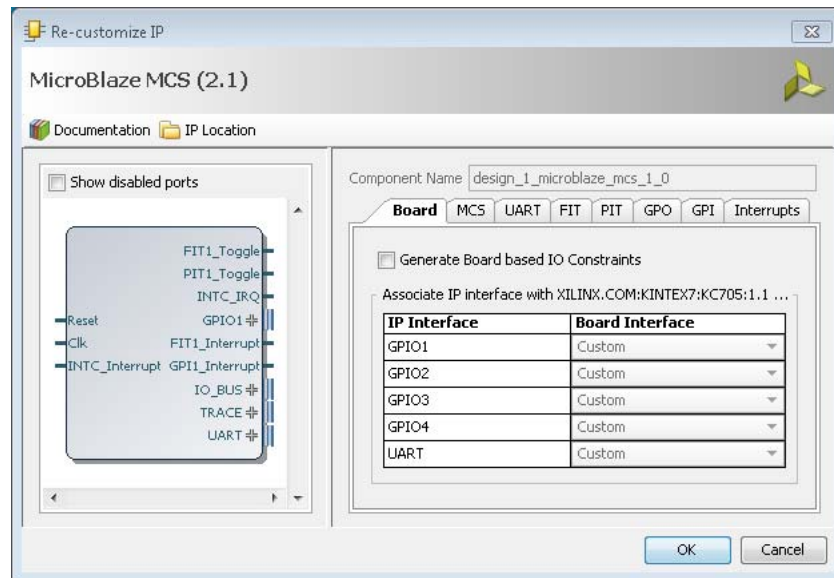 Re-customize IP
MicroBlaze MCS (2.1)
Documentation IP Location
Show disabled ports
FIT1_Toggle
PIT1_Toggle
INTC_IRQ
Reset GPIO1
Clk FIT1_Interrupt
INTC_Interrupt GPI1_Interrupt
IO_BUS
TRACE
UART
Component Name design_1_microblaze_mcs_1_0
Board MCS UART FIT PIT GPO GPI Interrupts
Generate Board based IO Constraints
Associate IP interface with XILINX.COM:KINTEX7:KC705:1.1 ...
IP Interface Board Interface
GPIO1 Custom
GPIO2 Custom
GPIO3 Custom
GPIO4 Custom
UART Custom
OK Cancel